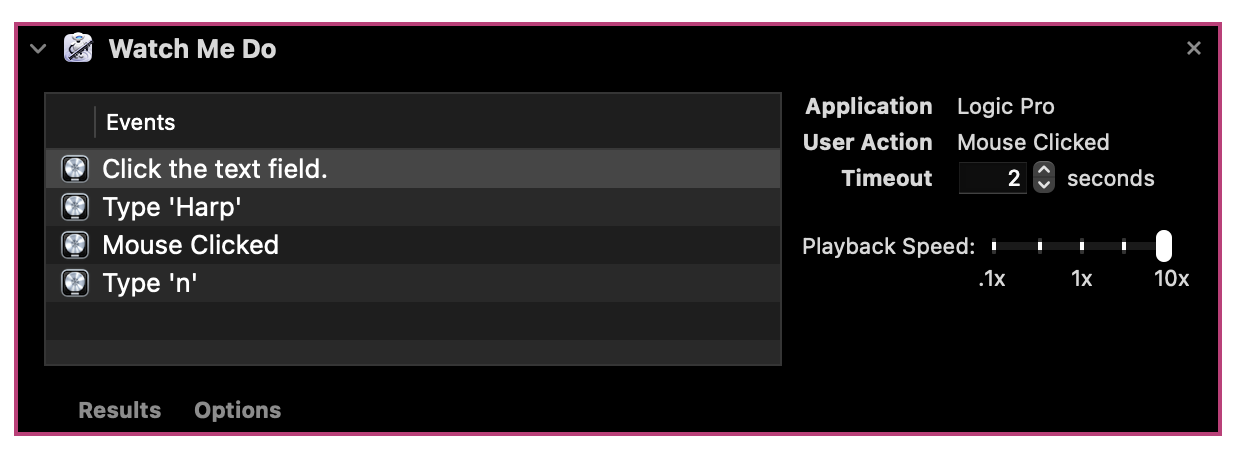 Watch Me Do
Events
Click the text field.
Type 'Harp'
Mouse Clicked
Type 'n'
Application Logic Pro
User Action Mouse Clicked
Timeout 2 seconds
Playback Speed:
.1x 1x 10x
Results Options